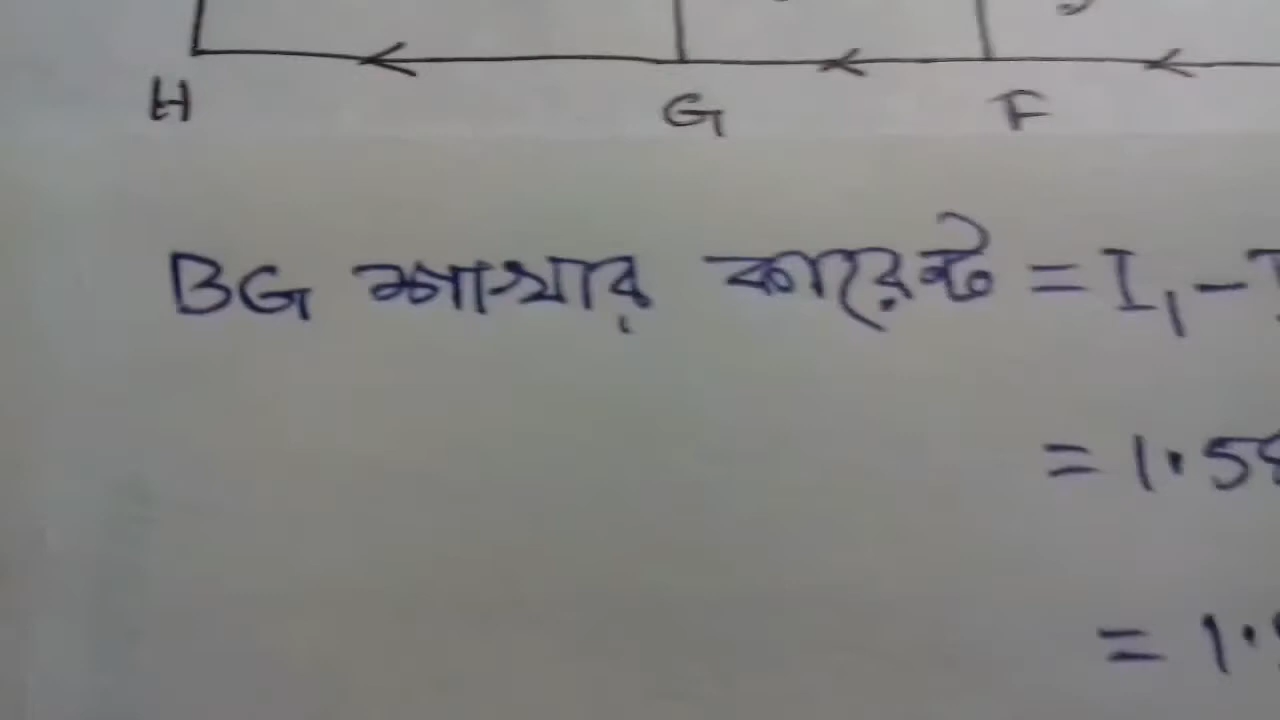 H G F
BG শাখার কারেন্ট = I₁ -
= 1.5
= 1.